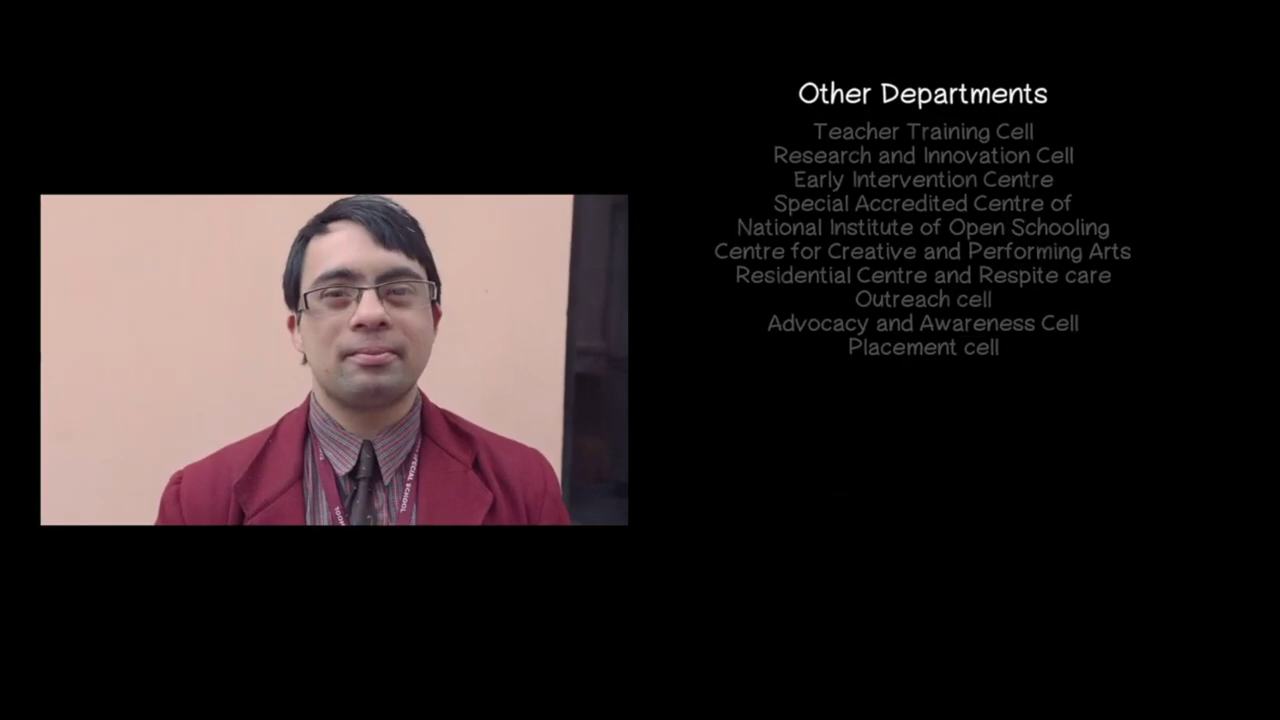 Other Departments
Teacher Training Cell
Research and Innovation Cell
Early Intervention Centre
Special Accredited Centre of
National Institute of Open Schooling
Centre for Creative and Performing Arts
Residential Centre and Respite care
Outreach cell
Advocacy and Awareness Cell
Placement cell
SPECIAL SCHOOL